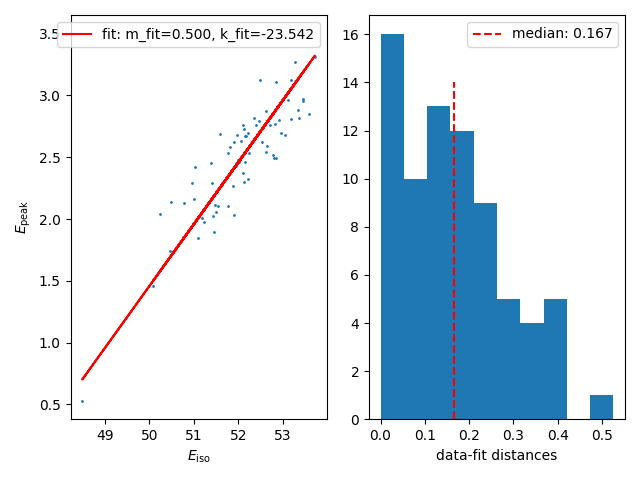 fit: m_fit=0.500, k_fit=-23.542
3.5
3.0
2.5
2.0
1.5
1.0
0.5
E_peak
49 50 51 52 53
E_iso
median: 0.167
16
14
12
10
8
6
4
2
0
0.0 0.1 0.2 0.3 0.4 0.5
data-fit distances